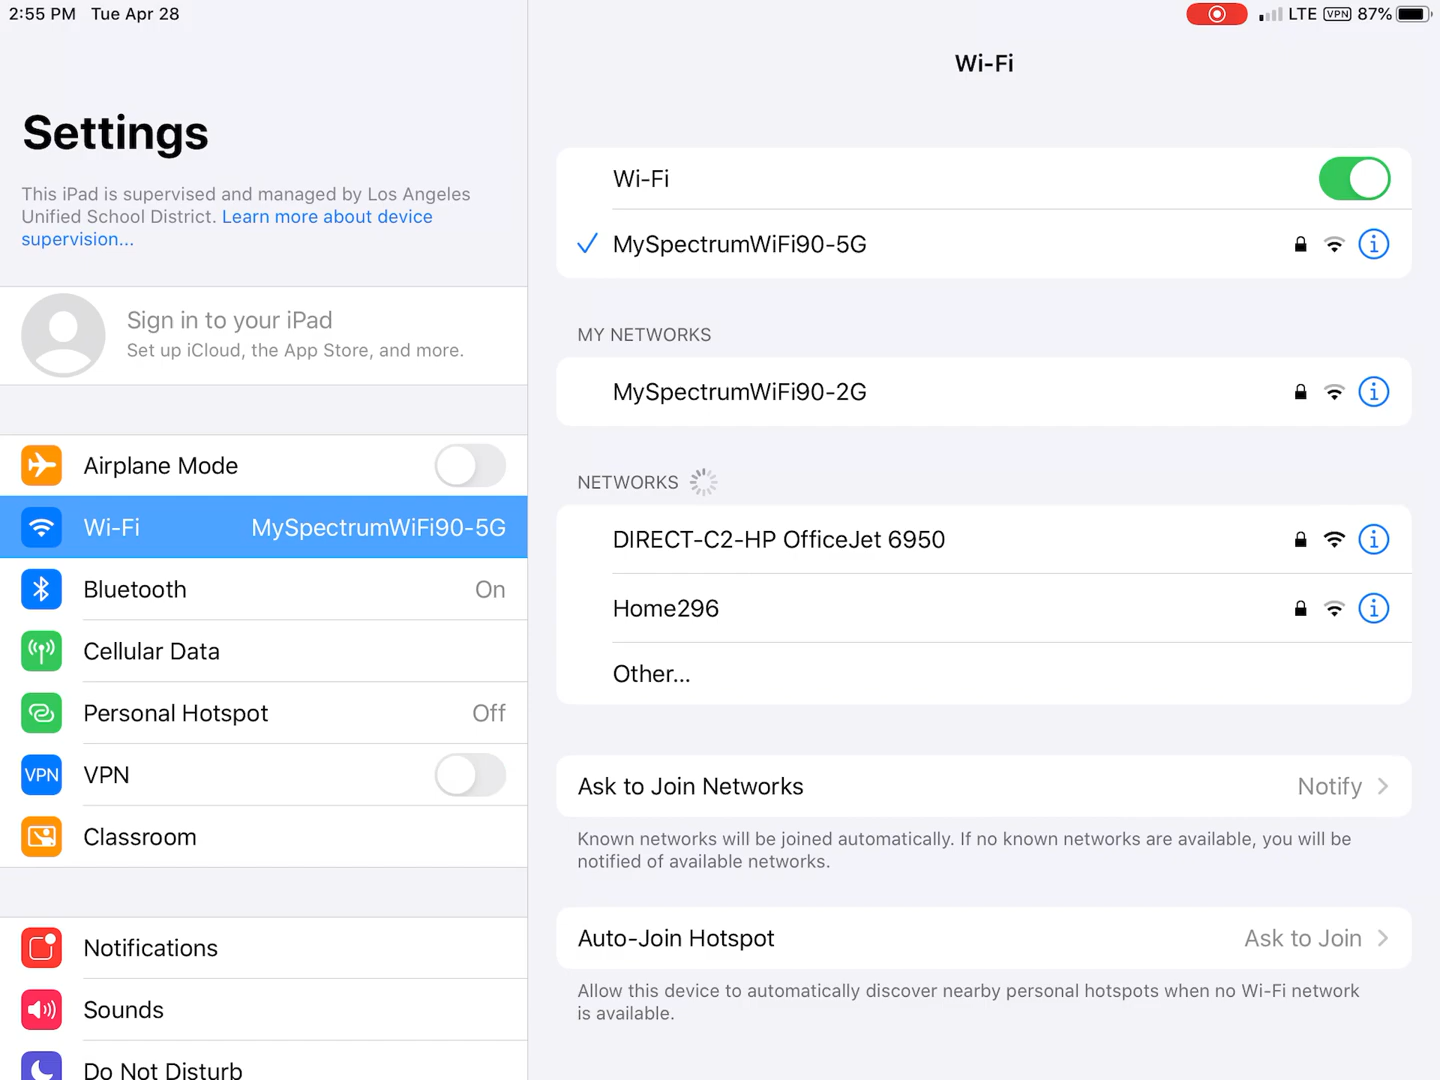 2:55 PM Tue Apr 28
LTE VPN 87%
Settings
This iPad is supervised and managed by Los Angeles
Unified School District. Learn more about device
supervision...
Sign in to your iPad
Set up iCloud, the App Store, and more.
Airplane Mode
Wi-Fi MySpectrumWiFi90-5G
Bluetooth On
Cellular Data
Personal Hotspot Off
VPN VPN
Classroom
Notifications
Sounds
Do Not Disturb
Wi-Fi
Wi-Fi
MySpectrumWiFi90-5G
MY NETWORKS
MySpectrumWiFi90-2G
NETWORKS
DIRECT-C2-HP OfficeJet 6950
Home296
Other...
Ask to Join Networks Notify
Known networks will be joined automatically. If no known networks are available, you will be
notified of available networks.
Auto-Join Hotspot Ask to Join
Allow this device to automatically discover nearby personal hotspots when no Wi-Fi network
is available.